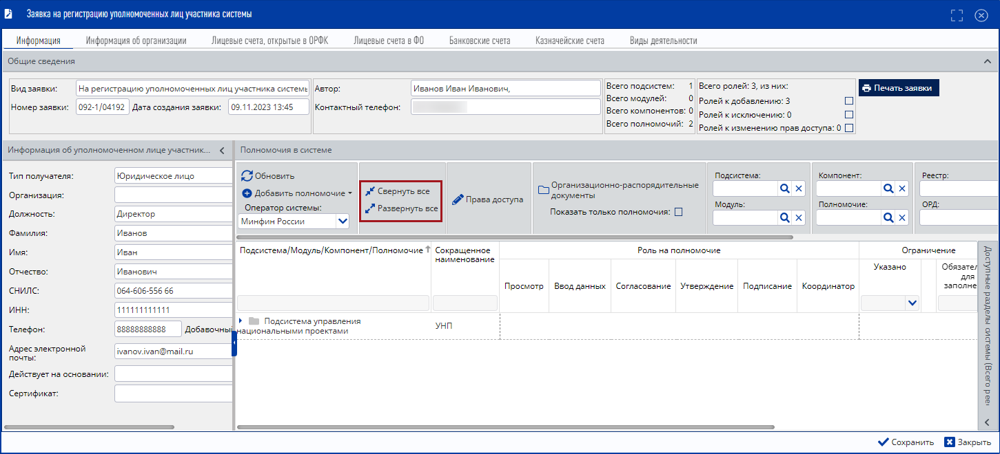 Заявка на регистрацию уполномоченных лиц участника системы
Информация
Информация об организации
Лицевые счета, открытые в ОРФК
Лицевые счета в ФО
Банковские счета
Казначейские счета
Виды деятельности
Общие сведения
Вид заявки:
На регистрацию уполномоченных лиц участника системы
Номер заявки:
092-1/04192
Дата создания заявки:
09.11.2023 13:45
Автор:
Иванов Иван Иванович,
Контактный телефон:
Всего подсистем: 1
Всего модулей: 0
Всего компонентов: 0
Всего полномочий: 2
Всего ролей: 3, из них:
Ролей к добавлению: 3
Ролей к исключению: 0
Ролей к изменению прав доступа: 0
Печать заявки
Информация об уполномоченном лице участник...
Тип получателя:
Юридическое лицо
Организация:
Должность:
Директор
Фамилия:
Иванов
Имя:
Иван
Отчество:
Иванович
СНИЛС:
064-606-556 66
ИНН:
111111111111
Телефон:
88888888888
Добавочный
Адрес электронной
почты:
ivanov.ivan@mail.ru
Действует на основании:
Сертификат:
Полномочия в системе
Обновить
Добавить полномочие
Оператор системы:
Минфин России
Свернуть все
Развернуть все
Права доступа
Организационно-распорядительные
документы
Показать только полномочия:
Подсистема:
Модуль:
Компонент:
Полномочие:
Реестр:
ОРД:
Подсистема/Модуль/Компонент/Полномочие
Сокращенное
наименование
Роль на полномочие
Просмотр
Ввод данных
Согласование
Утверждение
Подписание
Координатор
Ограничение
Указано
Обязател
для
заполне
Подсистема управления
национальными проектами
УНП
Доступные разделы системы (Всего рее
Сохранить
Закрыть